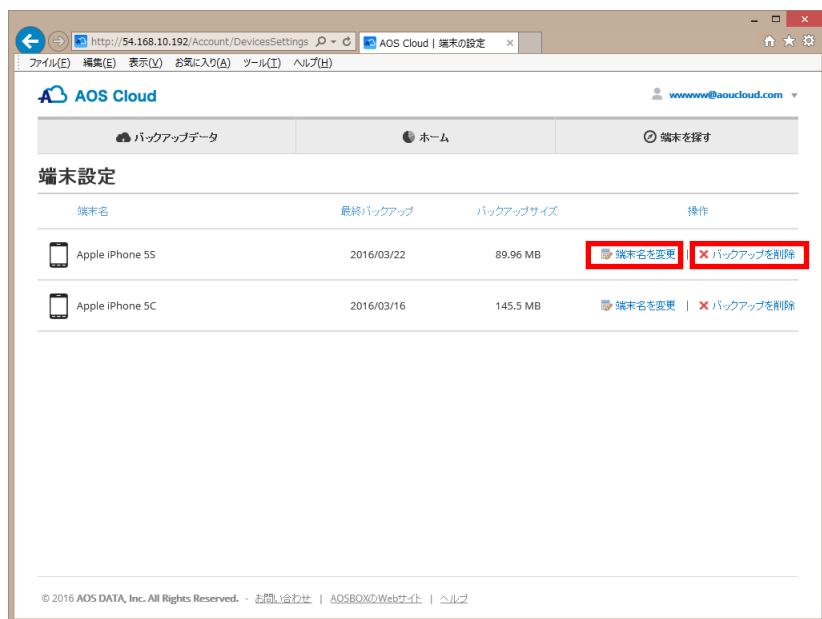 http://54.168.10.192/Account/DevicesSettings
AOS Cloud | 端末の設定
ファイル(F) 編集(E) 表示(V) お気に入り(A) ツール(T) ヘルプ(H)
AOS Cloud
wwwww@aoucloud.com
バックアップデータ ホーム 端末を探す
端末設定
端末名 最終バックアップ バックアップサイズ 操作
Apple iPhone 5S 2016/03/22 89.96 MB 端末名を変更 | バックアップを削除
Apple iPhone 5C 2016/03/16 145.5 MB 端末名を変更 | バックアップを削除
© 2016 AOS DATA, Inc. All Rights Reserved. - お問い合わせ | AOSBOXのWebサイト | ヘルプ